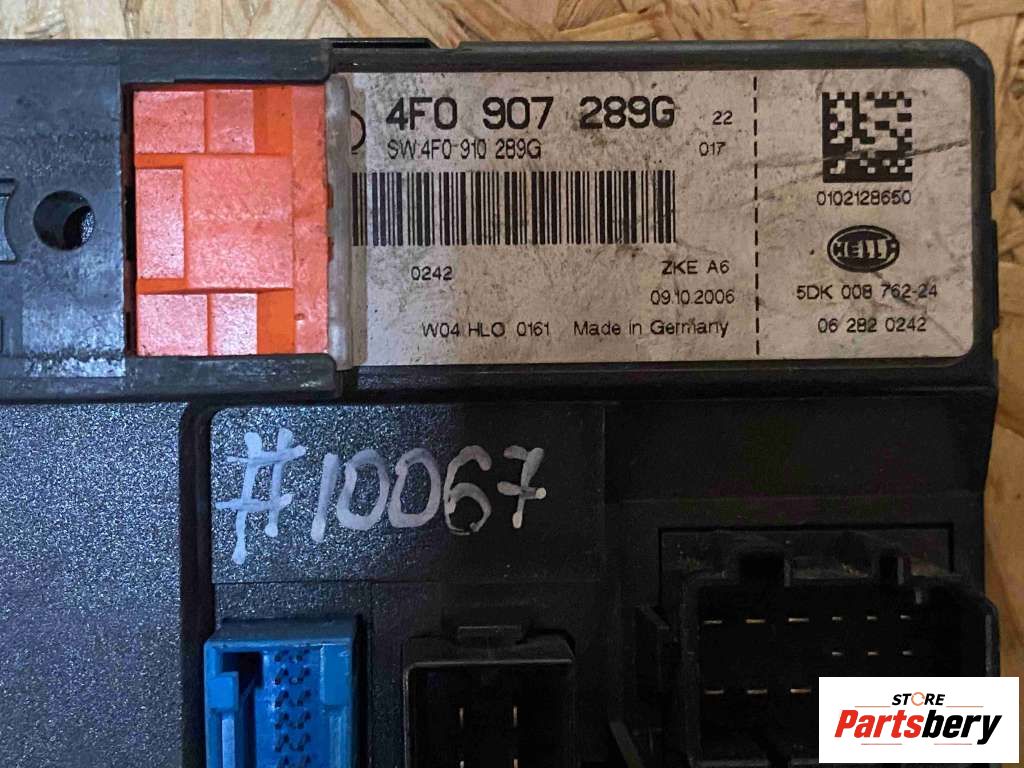 4F0 907 289G 22
SW.4F0 910 289G 017
0102128650
HELLA
0242 ZKE A6
09.10.2006
5DK 008 762-24
W04 HLO 0161 Made in Germany
06 282 0242
#10067
STORE
Partsbery